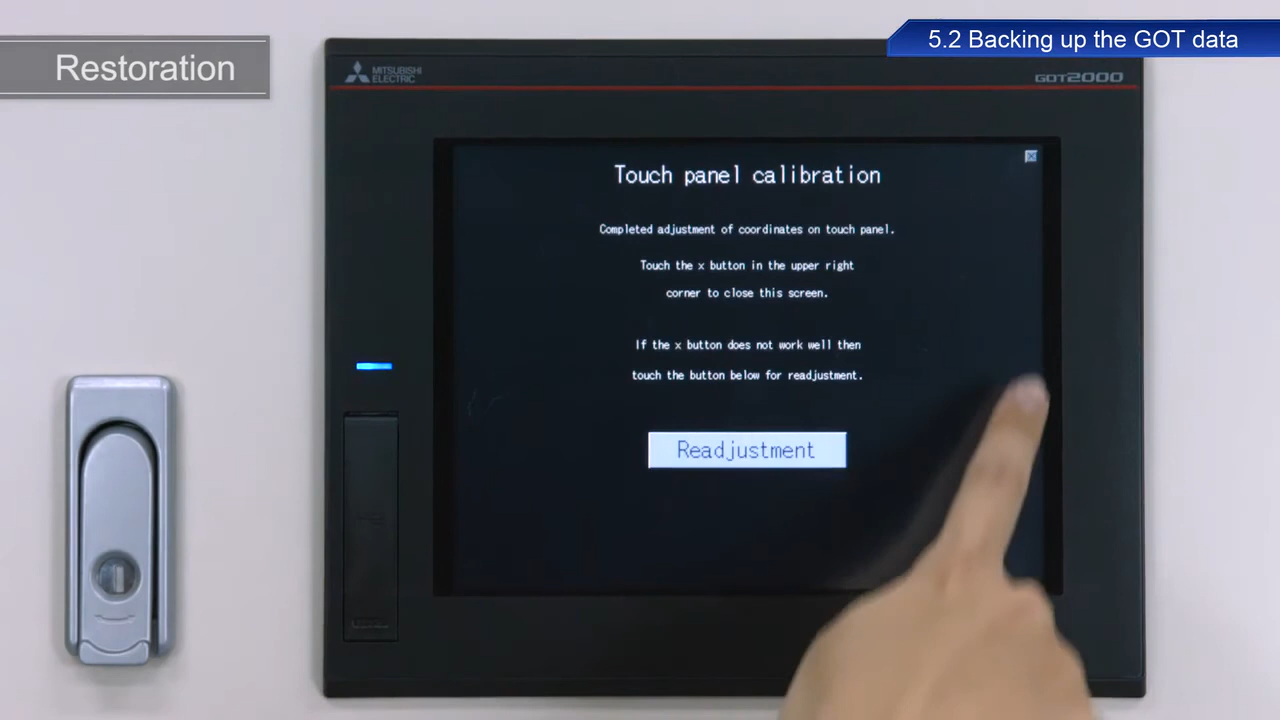 Restoration
5.2 Backing up the GOT data
MITSUBISHI
ELECTRIC
GOT2000
Touch panel calibration
Completed adjustment of coordinates on touch panel.
Touch the x button in the upper right
corner to close this screen.
If the x button does not work well then
touch the button below for readjustment.
Readjustment